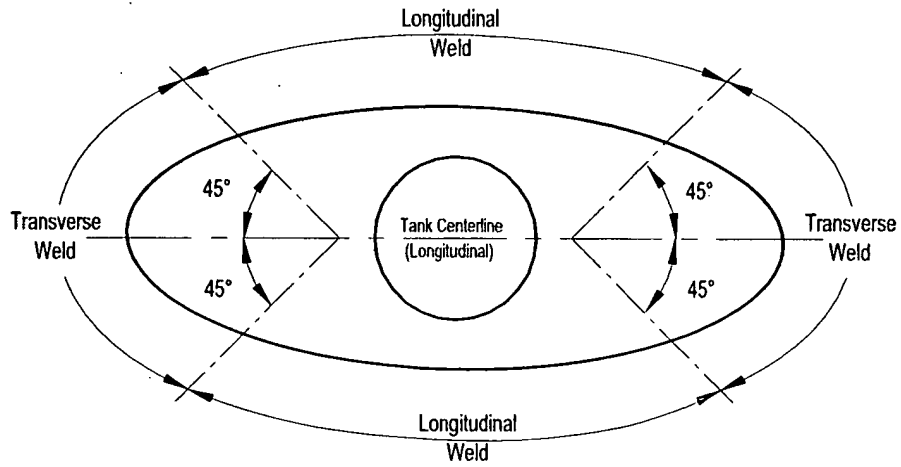 Longitudinal
Weld
45°
45°
Transverse
Weld
Tank Centerline
(Longitudinal)
Transverse
Weld
45°
45°
Longitudinal
Weld